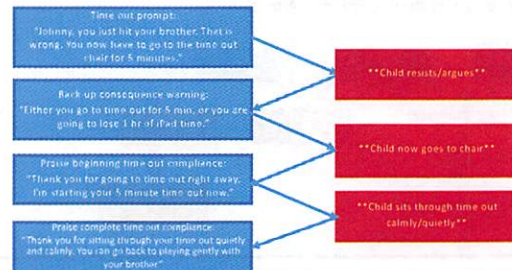 Time out prompt:
"Johnny, you just hit your brother. That is
wrong. You now have to go to the time out
chair for 5 minutes."
**Child resists/argues**
Back up consequence warning:
"Either you go to time out for 5 min, or you are
going to lose 1 hr of iPad time."
**Child now goes to chair**
Praise beginning time out compliance:
"Thank you for going to time out right away.
I'm starting your 5 minute time out now."
**Child sits through time out
calmly/quietly**
Praise complete time out compliance:
"Thank you for sitting through your time out quietly
and calmly. You can go back to playing gently with
your brother"